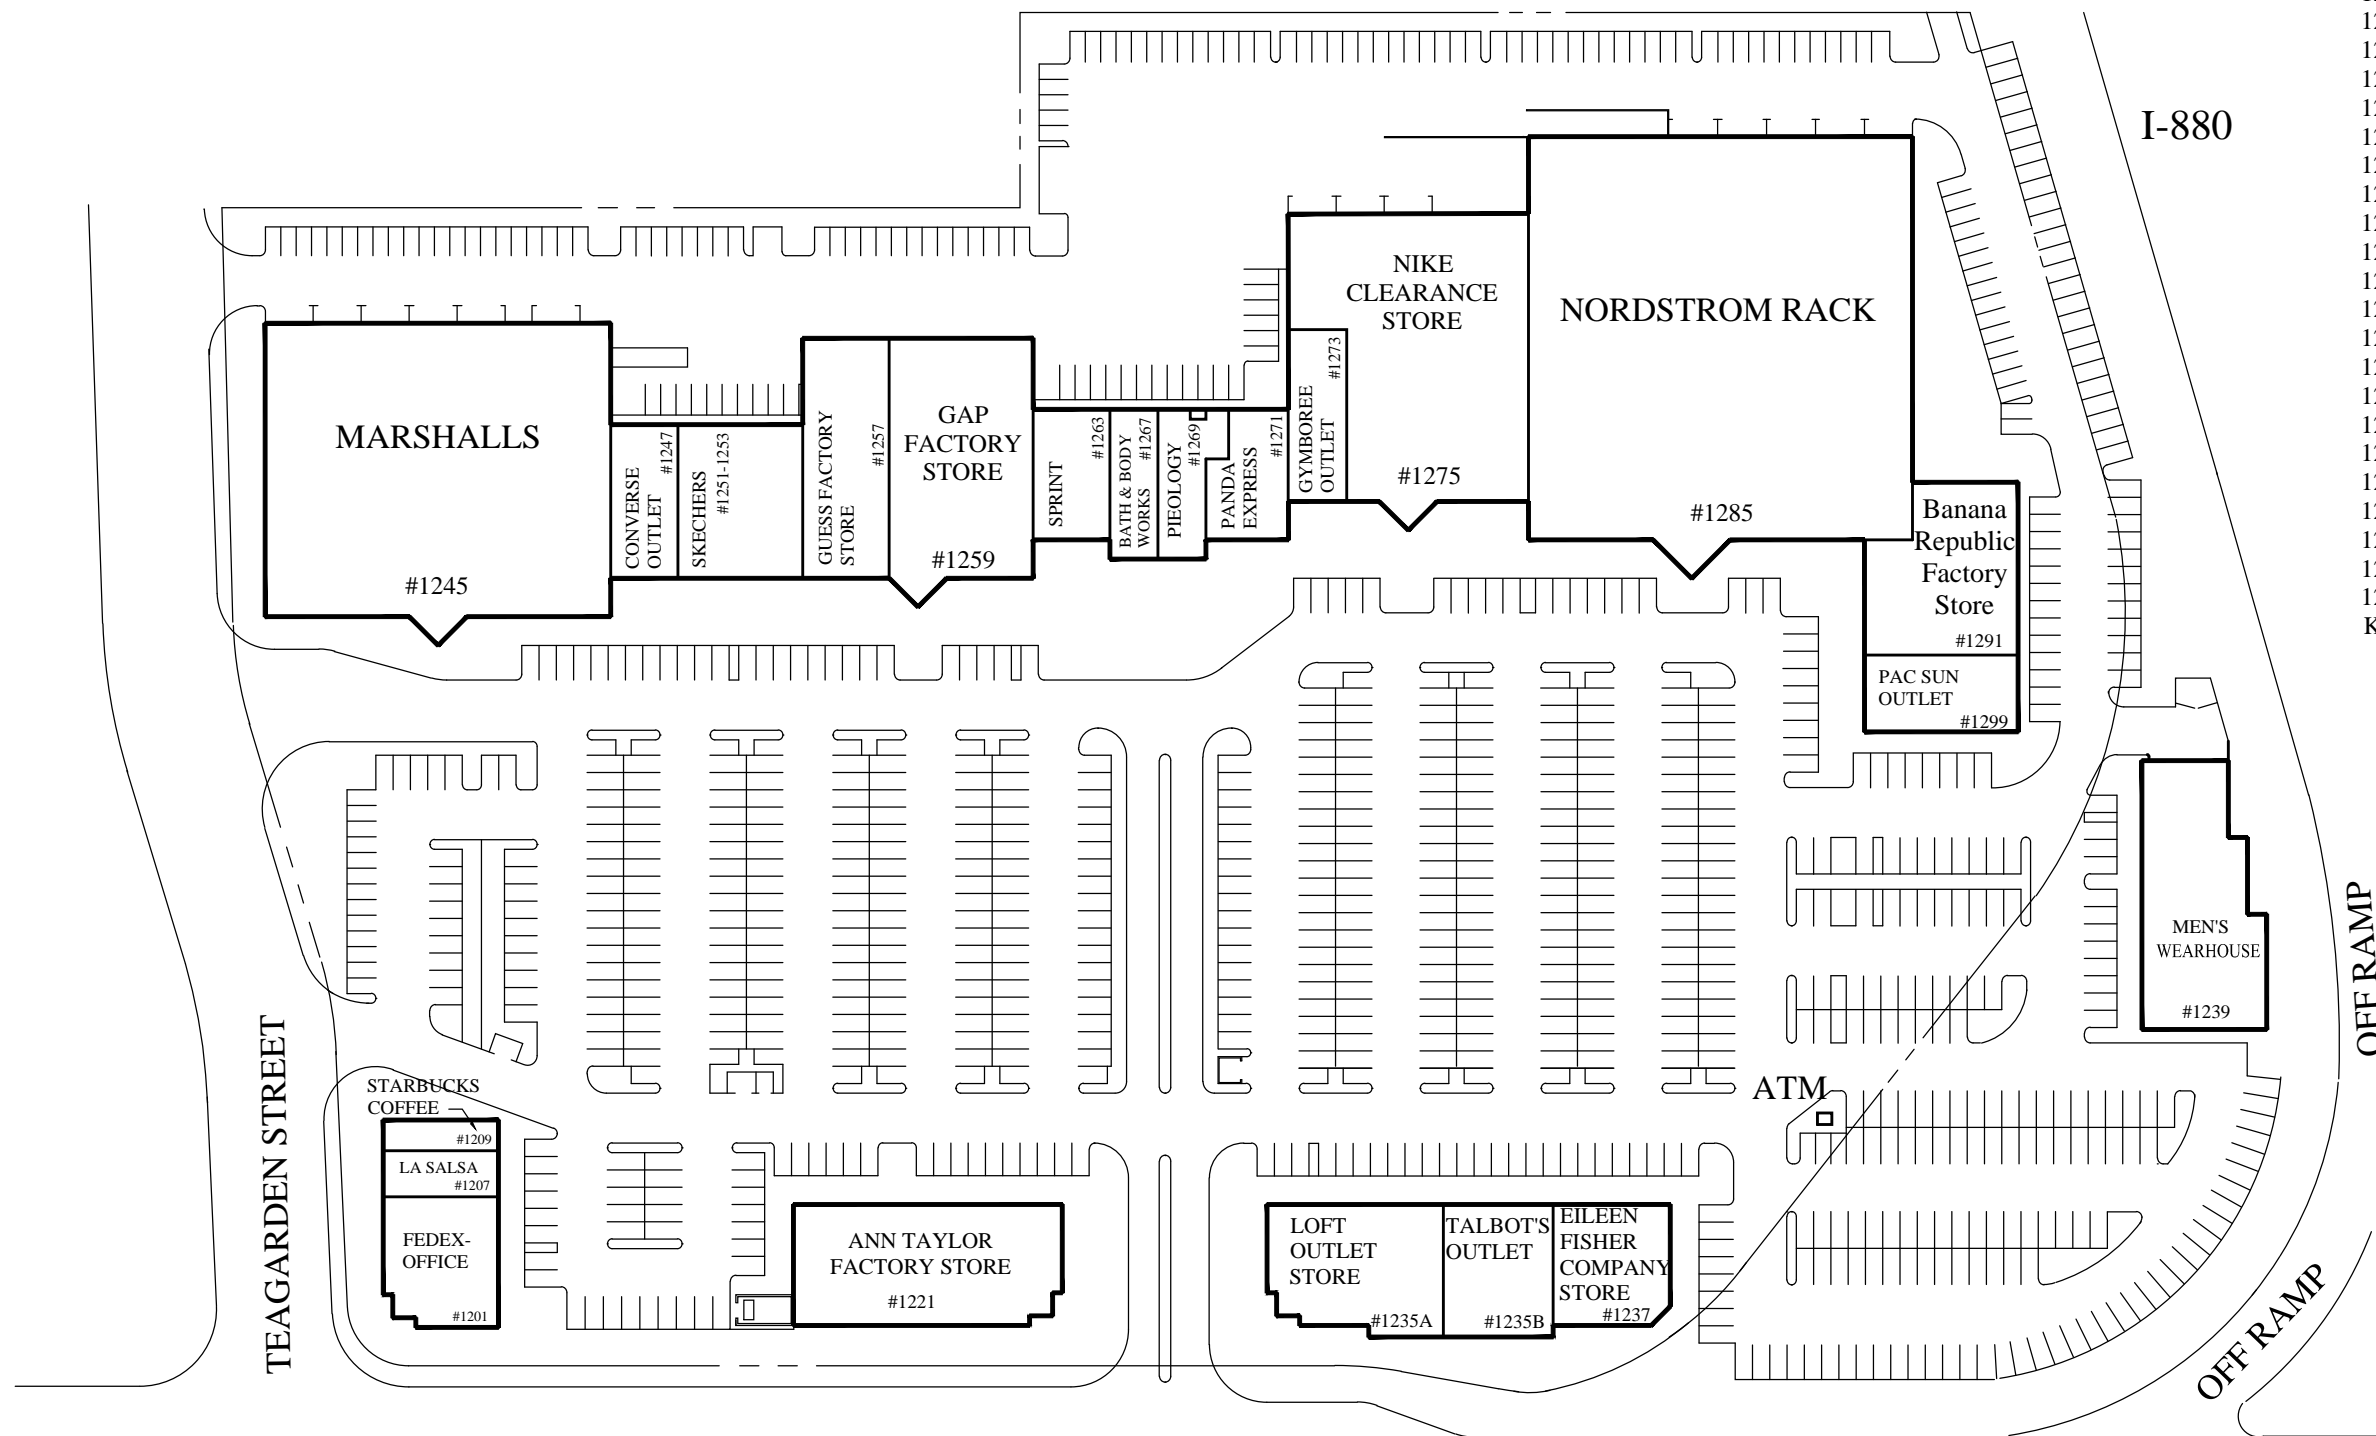 I-880
NIKE
CLEARANCE
STORE
#1275
NORDSTROM RACK
#1285
MARSHALLS
#1245
CONVERSE
OUTLET
#1247
SKECHERS
#1251-1253
GUESS FACTORY
STORE
#1257
GAP
FACTORY
STORE
#1259
SPRINT
#1263
BATH & BODY
WORKS
#1267
PIEOLOGY
#1269
PANDA
EXPRESS
#1271
GYMBOREE
OUTLET
#1273
Banana
Republic
Factory
Store
#1291
PAC SUN
OUTLET
#1299
MEN'S
WEARHOUSE
#1239
OFF RAMP
ATM
STARBUCKS
COFFEE
#1209
LA SALSA
#1207
FEDEX-
OFFICE
#1201
TEAGARDEN STREET
ANN TAYLOR
FACTORY STORE
#1221
LOFT
OUTLET
STORE
#1235A
TALBOT'S
OUTLET
#1235B
EILEEN
FISHER
COMPANY
STORE
#1237
OFF RAMP